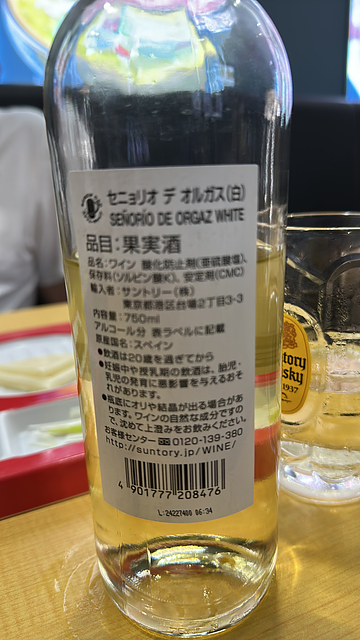 セニョリオ デ オルガス(白)
SEÑORÍO DE ORGAZ WHITE
品目:果実酒
品名:ワイン 酸化防止剤(亜硫酸塩)、
保存料(ソルビン酸K)、安定剤(CMC)
輸入者:サントリー(株)
東京都港区台場2丁目3-3
内容量:750ml
アルコール分 表ラベルに記載
原産国名:スペイン
●飲酒は20歳を過ぎてから
●妊娠中や授乳期の飲酒は、胎児・
乳児の発育に悪影響を与えるおそ
れがあります。
●瓶底にオリや結晶が出る場合があ
ります。ワインの自然な成分ですの
で、沈めて上澄みをお飲みください。
お客様センター 0120-139-380
http://suntory.jp/WINE/
4 901777 208476
L:24227400 06:34
tory
sky
1937